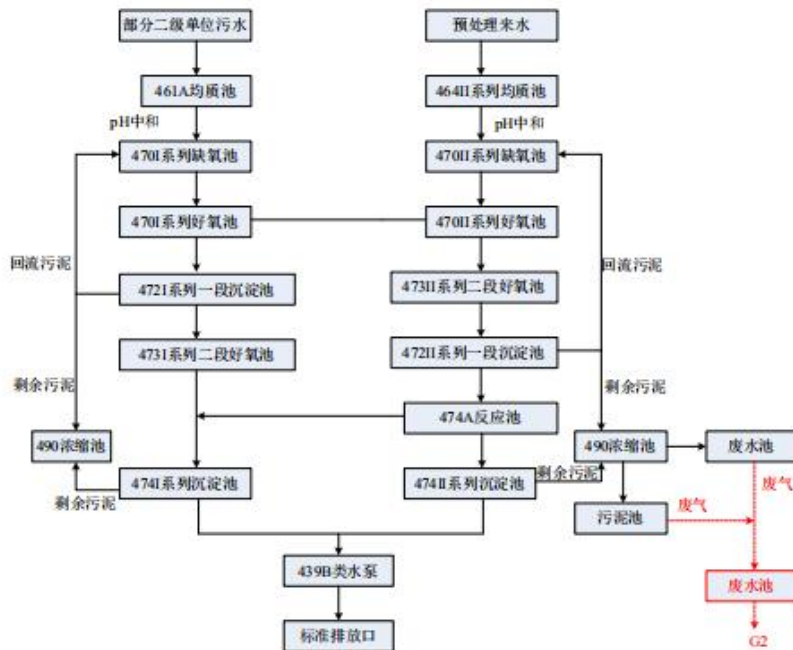 部分二级单位污水
预处理来水
461A均质池
464II系列均质池
pH中和
pH中和
470I系列缺氧池
470II系列缺氧池
470I系列好氧池
470II系列好氧池
回流污泥
回流污泥
472I系列一段沉淀池
473II系列二段好氧池
473I系列二段好氧池
472II系列一段沉淀池
剩余污泥
剩余污泥
474A反应池
490浓缩池
490浓缩池
废水池
474I系列沉淀池
474II系列沉淀池
剩余污泥
废气
剩余污泥
污泥池
废气
439B类水泵
废水池
标准排放口
G2